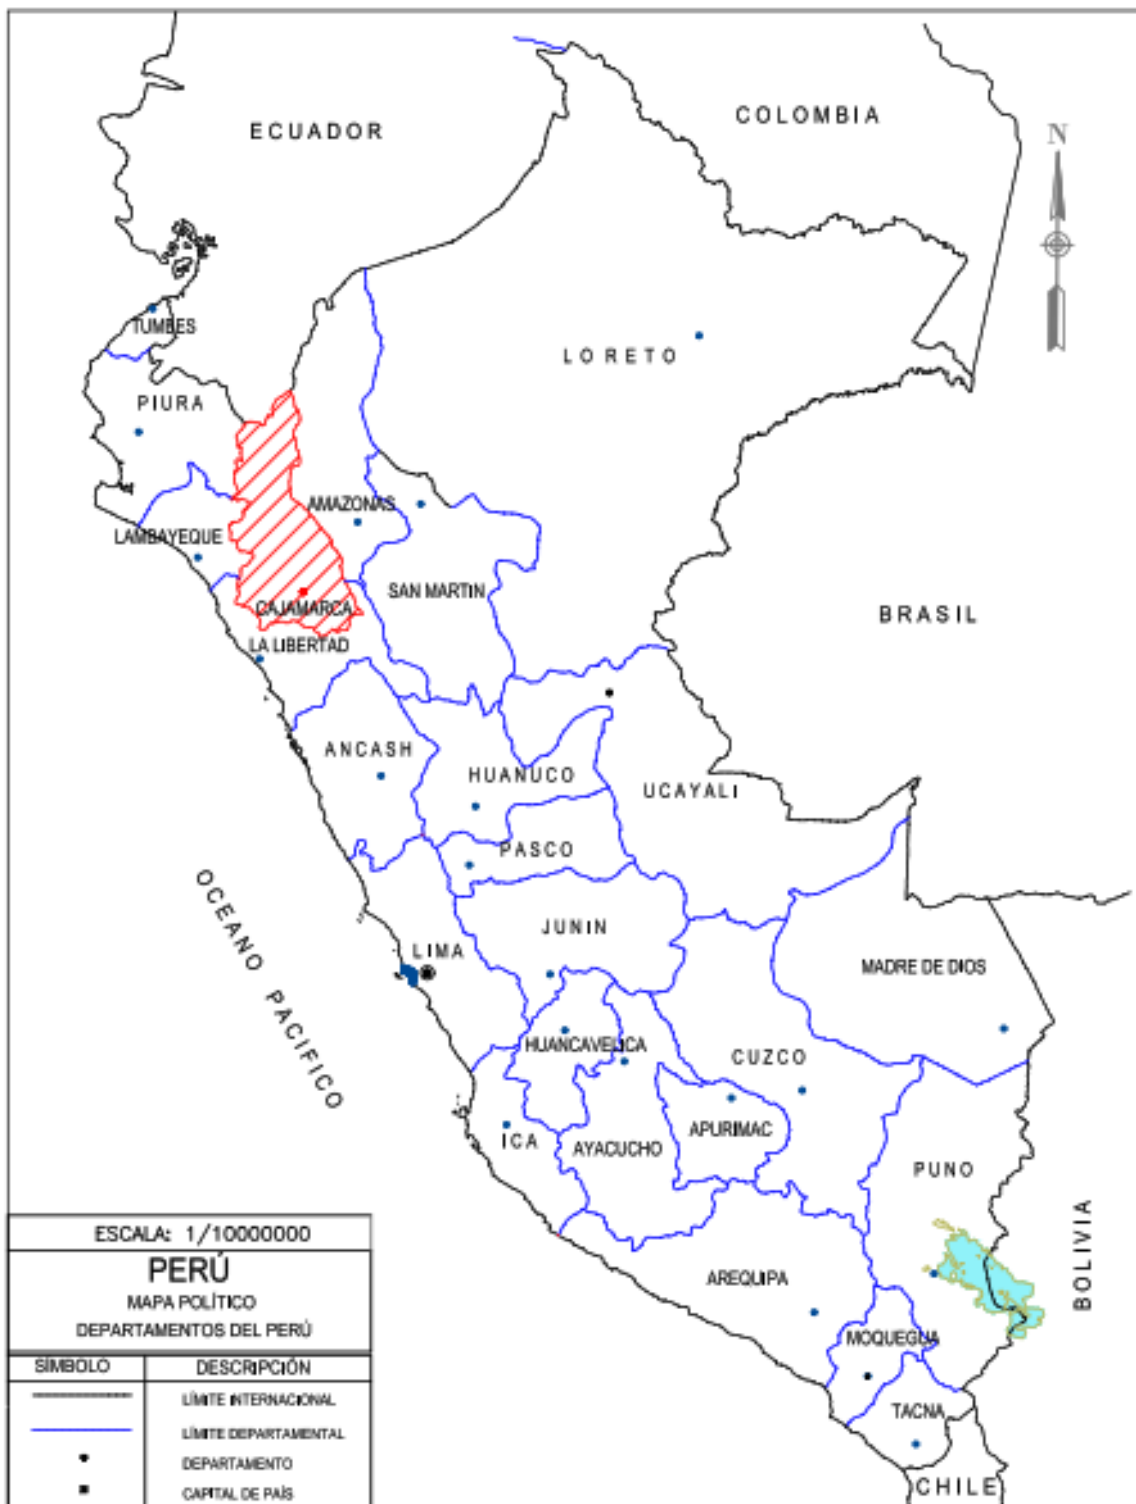 COLOMBIA
ECUADOR
N
TUMBES
LORETO
PIURA
AMAZONAS
LAMBAYEQUE
SAN MARTIN
CAJAMARCA
BRASIL
LA LIBERTAD
ANCASH
HUANUCO
UCAYALI
PASCO
OCEANO PACIFICO
JUNIN
LIMA
MADRE DE DIOS
HUANCAVELICA
CUZCO
ICA
AYACUCHO
APURIMAC
PUNO
BOLIVIA
AREQUIPA
MOQUEGUA
TACNA
CHILE
ESCALA: 1/10000000
PERÚ
MAPA POLÍTICO
DEPARTAMENTOS DEL PERÚ
SÍMBOLO DESCRIPCIÓN
LÍMITE INTERNACIONAL
LÍMITE DEPARTAMENTAL
DEPARTAMENTO
CAPITAL DE PAÍS